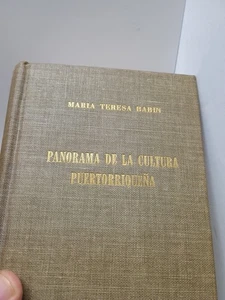 MARIA TERESA BABIN
PANORAMA DE LA CULTURA
PUERTORRIQUEÑA